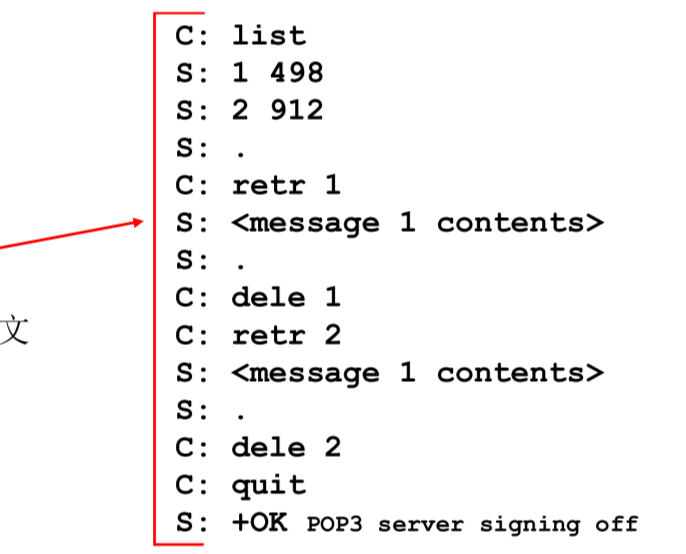 C: list
S: 1 498
S: 2 912
S: .
C: retr 1
S: <message 1 contents>
S: .
C: dele 1
文
C: retr 2
S: <message 1 contents>
S: .
C: dele 2
C: quit
S: +OK POP3 server signing off